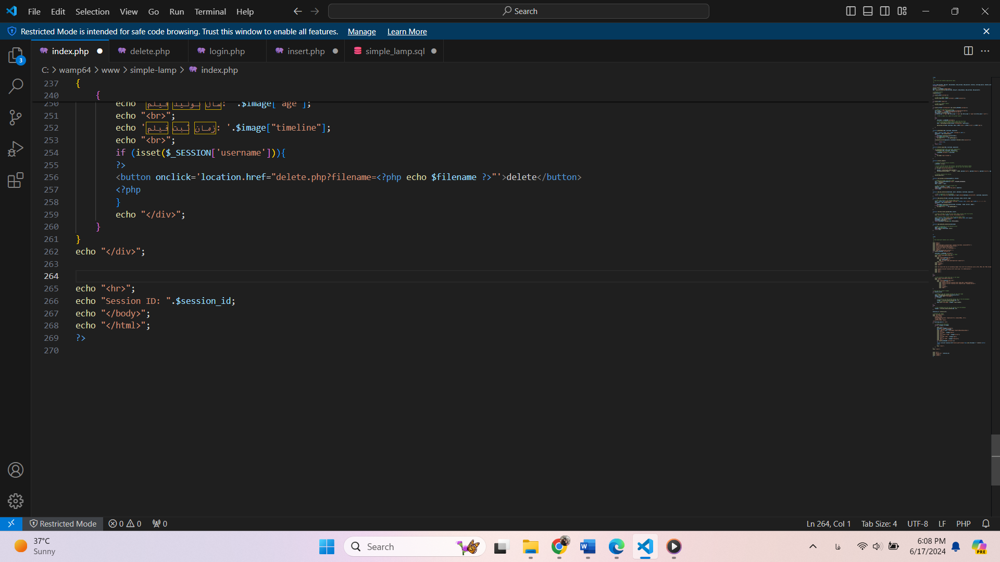 File Edit Selection View Go Run Terminal Help Search
Restricted Mode is intended for safe code browsing. Trust this window to enable all features. Manage Learn More
3
index.php delete.php login.php insert.php simple_lamp.sql
C: > wamp64 > www > simple-lamp > index.php
237 {
240 {
250 echo 'سال تولید فیلم: '.$image["age"];
251 echo "<br>";
252 echo 'زمان ثبت فیلم: '.$image["timeline"];
253 echo "<br>";
254 if (isset($_SESSION['username'])){
255 ?>
256 <button onclick='location.href="delete.php?filename=<?php echo $filename ?>"'>delete</button>
257 <?php
258 }
259 echo "</div>";
260 }
261 }
262 echo "</div>";
263
264
265 echo "<hr>";
266 echo "Session ID: ".$session_id;
267 echo "</body>";
268 echo "</html>";
269 ?>
270
Restricted Mode 0 0 0 Ln 264, Col 1 Tab Size: 4 UTF-8 LF PHP
37°C
Sunny
Search
فا
6:08 PM
6/17/2024
PRE